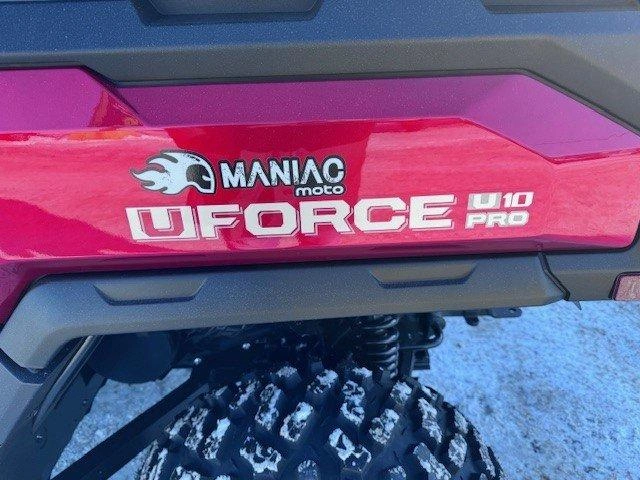 MANIAC
moto
UFORCE U10
PRO